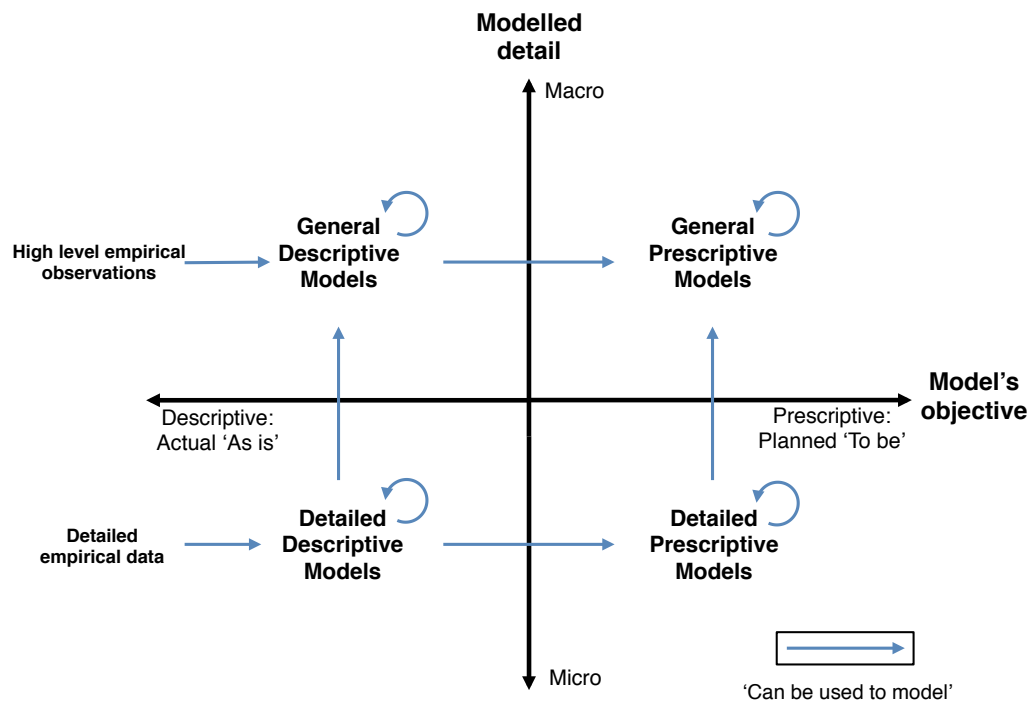 Modelled
detail
Macro
General
Descriptive
Models
General
Prescriptive
Models
High level empirical
observations
Model's
objective
Descriptive:
Actual 'As is'
Prescriptive:
Planned 'To be'
Detailed
Descriptive
Models
Detailed
Prescriptive
Models
Detailed
empirical data
Micro
'Can be used to model'